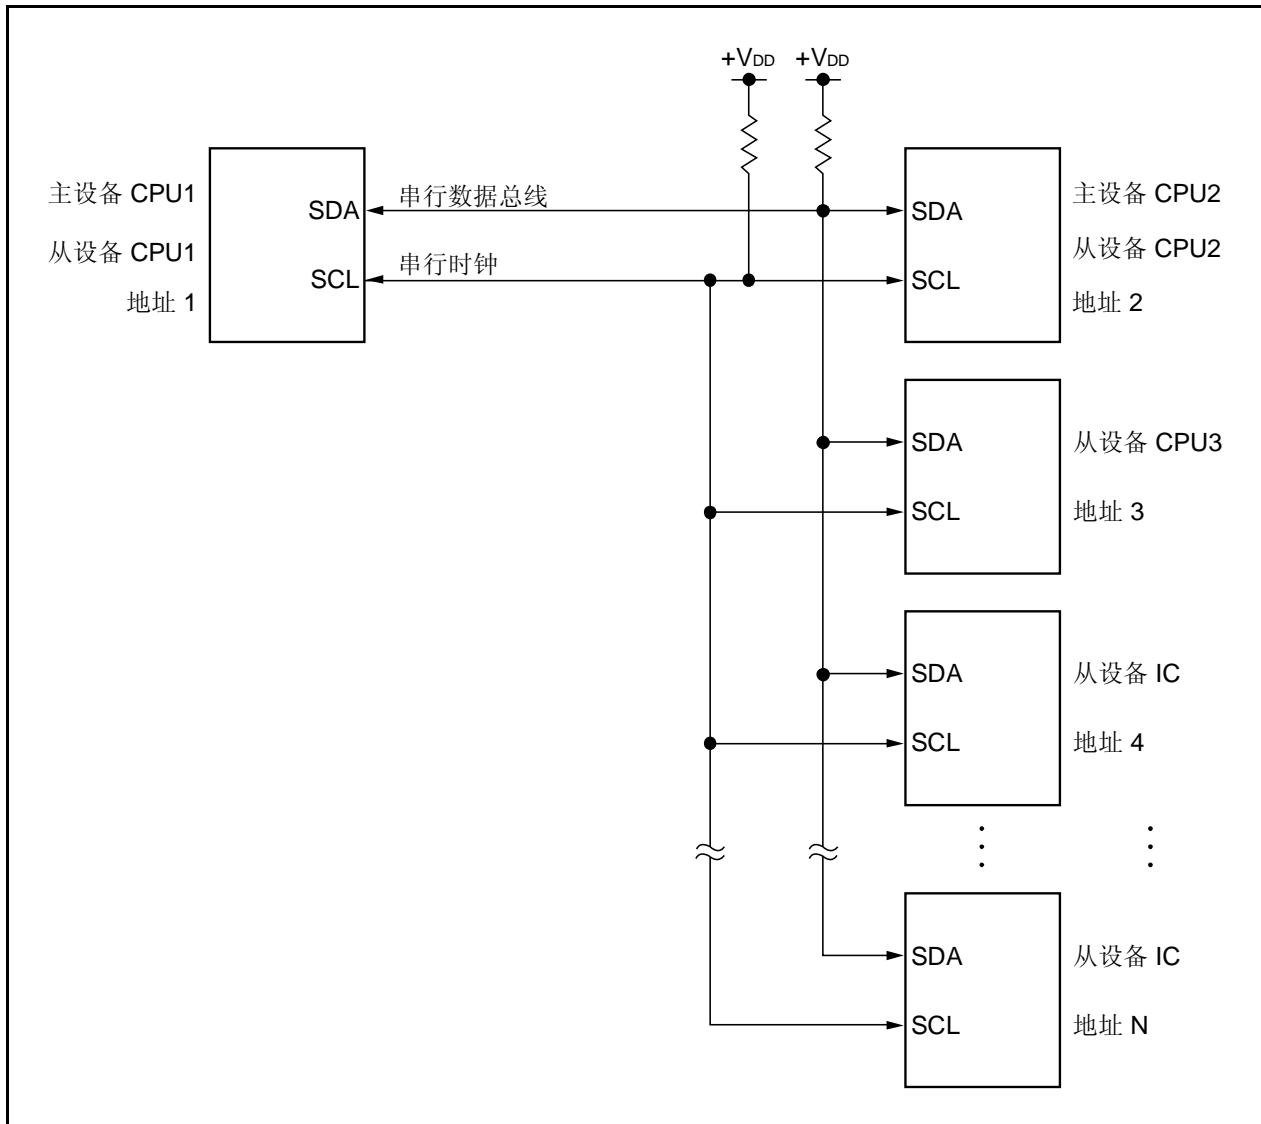 +VDD +VDD
主设备 CPU1
从设备 CPU1
地址 1
SDA
SCL
串行数据总线
串行时钟
SDA
SCL
主设备 CPU2
从设备 CPU2
地址 2
SDA
SCL
从设备 CPU3
地址 3
SDA
SCL
从设备 IC
地址 4
SDA
SCL
从设备 IC
地址 N